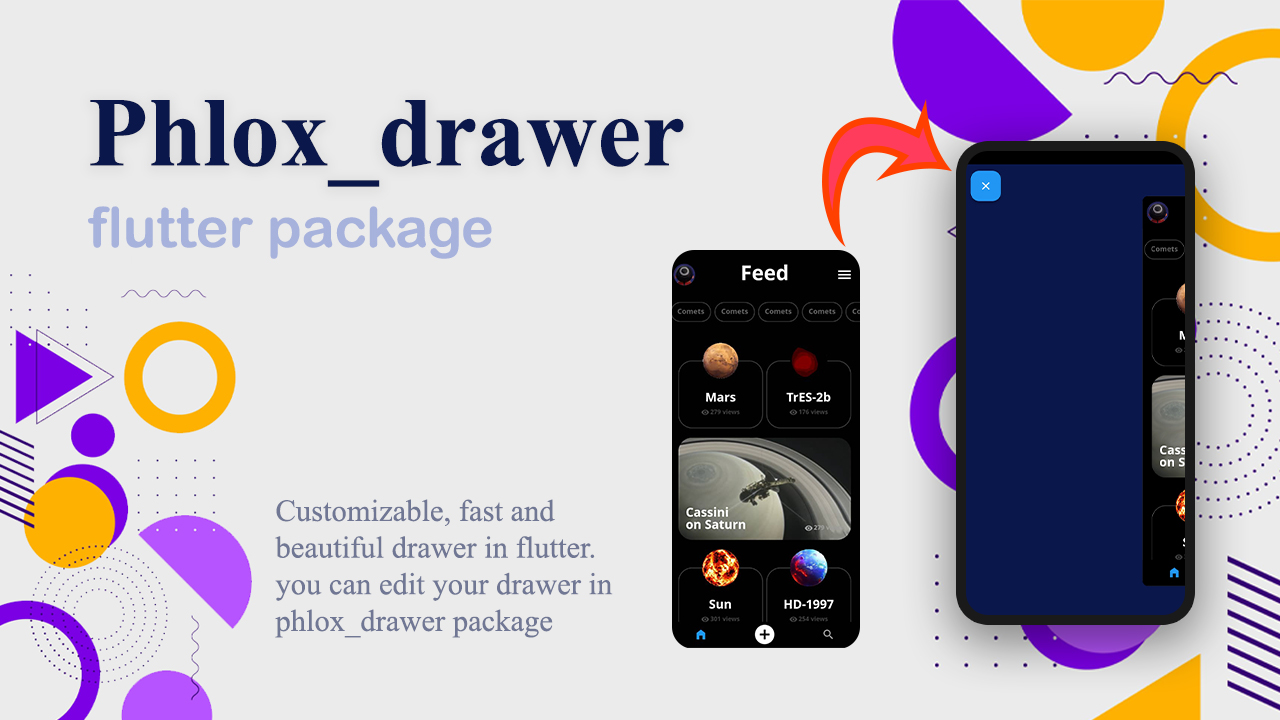 Phlox_drawer
flutter package
Customizable, fast and
beautiful drawer in flutter.
you can edit your drawer in
phlox_drawer package
Feed
Comets Comets Comets Comets
Mars TrES-2b
279 views 176 views
Cassini
on Saturn
Sun HD-1997
301 views 254 views
Comets